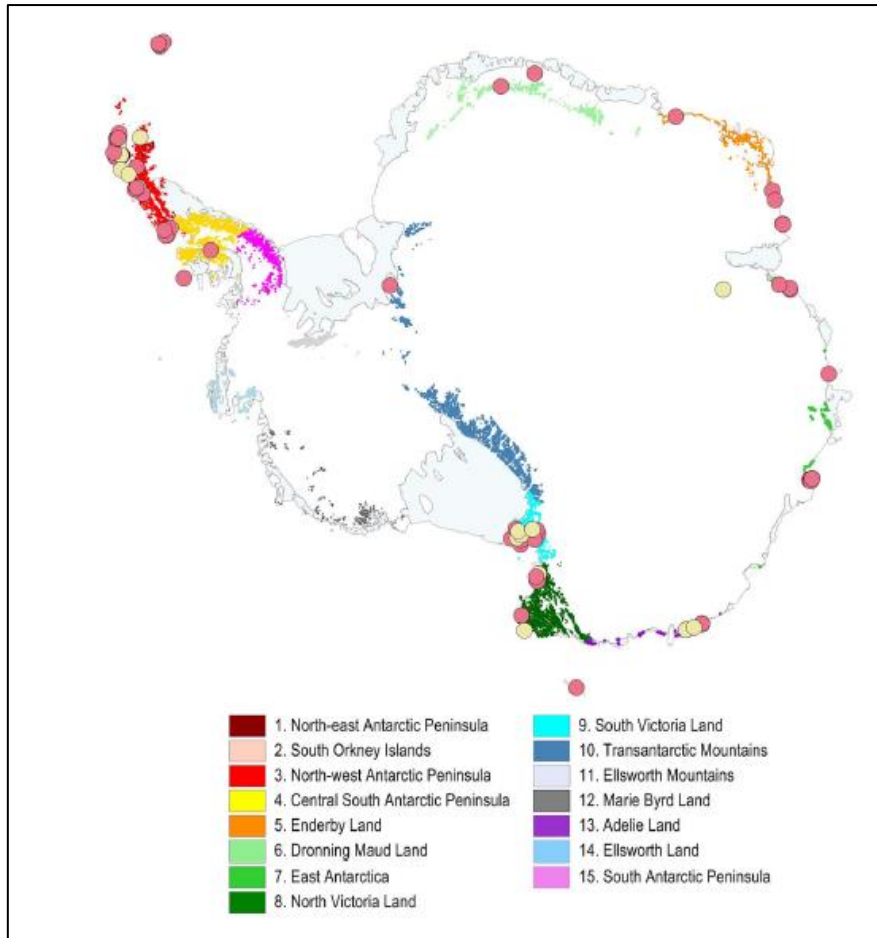 1. North-east Antarctic Peninsula
2. South Orkney Islands
3. North-west Antarctic Peninsula
4. Central South Antarctic Peninsula
5. Enderby Land
6. Dronning Maud Land
7. East Antarctica
8. North Victoria Land
9. South Victoria Land
10. Transantarctic Mountains
11. Ellsworth Mountains
12. Marie Byrd Land
13. Adelie Land
14. Ellsworth Land
15. South Antarctic Peninsula